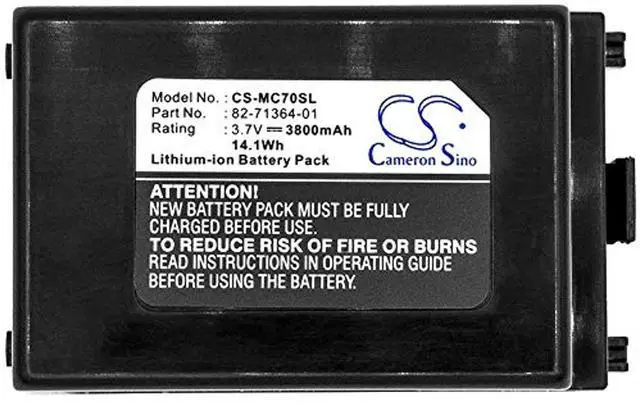 Model No. : CS-MC70SL
Part No. : 82-71364-01
Rating : 3.7V ⎓ 3800mAh
14.1Wh
Lithium-ion Battery Pack
CS
Cameron Sino
ATTENTION!
NEW BATTERY PACK MUST BE FULLY
CHARGED BEFORE USE.
TO REDUCE RISK OF FIRE OR BURNS
READ INSTRUCTIONS IN OPERATING GUIDE
BEFORE USING THE BATTERY.